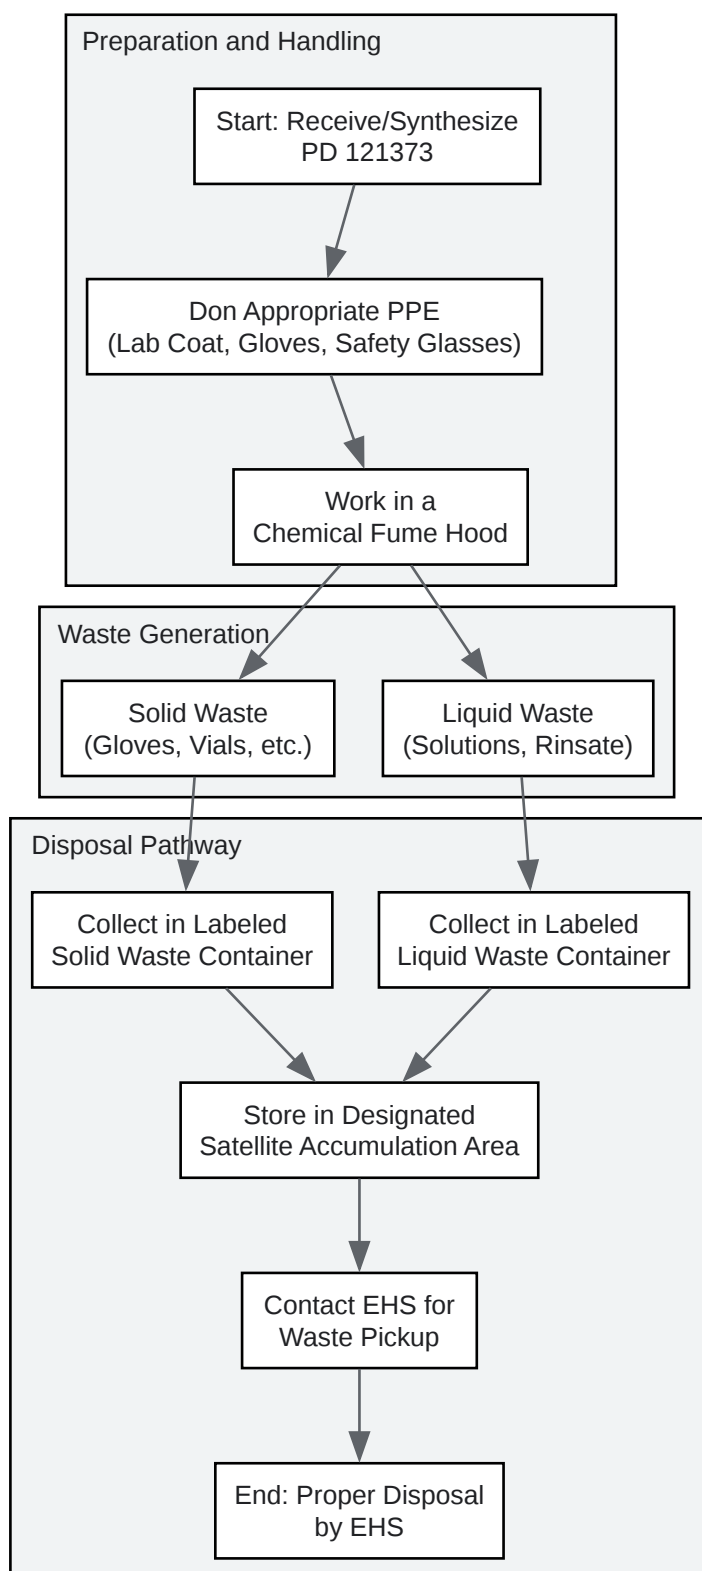 Preparation and Handling
Start: Receive/Synthesize
PD 121373
Don Appropriate PPE
(Lab Coat, Gloves, Safety Glasses)
Work in a
Chemical Fume Hood
Waste Generation
Solid Waste
(Gloves, Vials, etc.)
Liquid Waste
(Solutions, Rinsate)
Disposal Pathway
Collect in Labeled
Solid Waste Container
Collect in Labeled
Liquid Waste Container
Store in Designated
Satellite Accumulation Area
Contact EHS for
Waste Pickup
End: Proper Disposal
by EHS